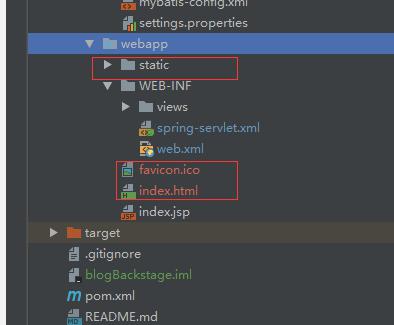 mybatis-config.xml
settings.properties
webapp
static
WEB-INF
views
spring-servlet.xml
web.xml
favicon.ico
index.html
index.jsp
target
.gitignore
blogBackstage.iml
pom.xml
README.md